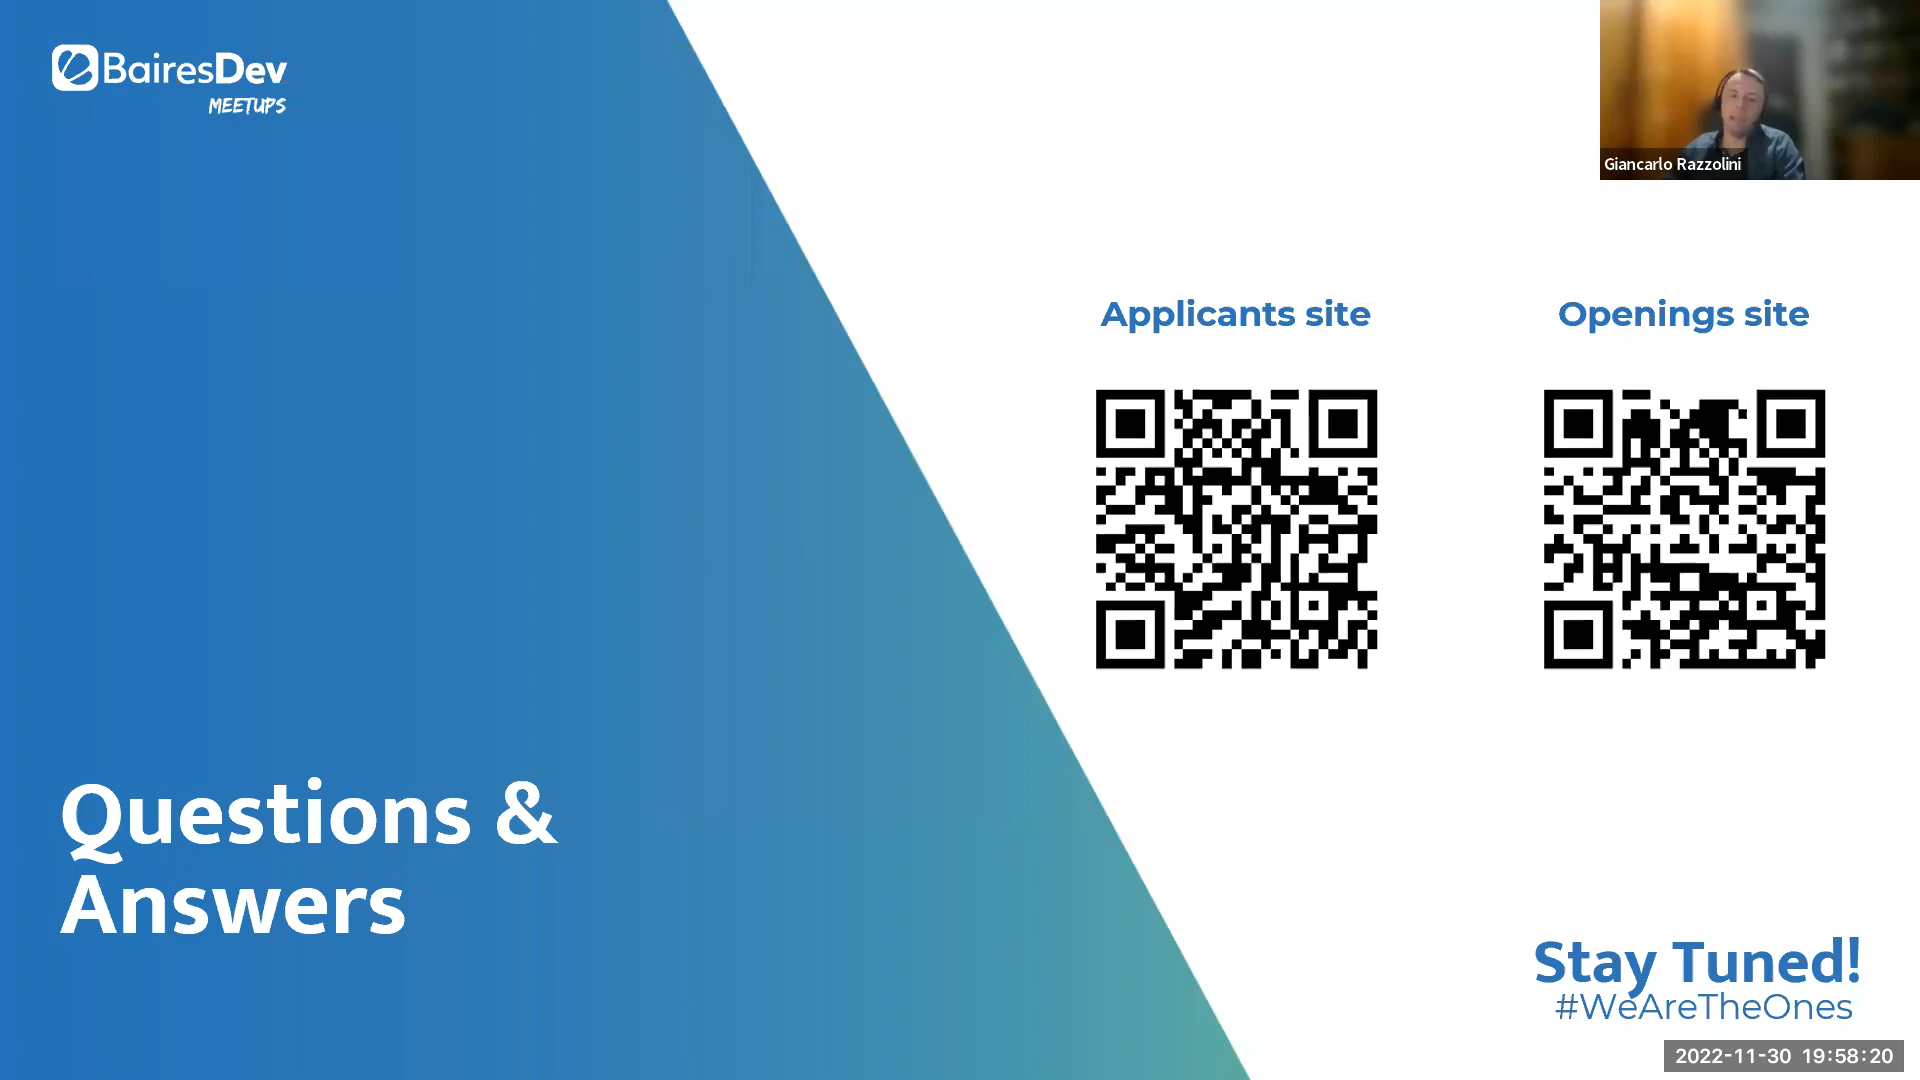 BairesDev
MEETUPS
Giancarlo Razzolini
Applicants site
Openings site
Questions &
Answers
Stay Tuned!
#WeAreTheOnes
2022-11-30 19:58:20